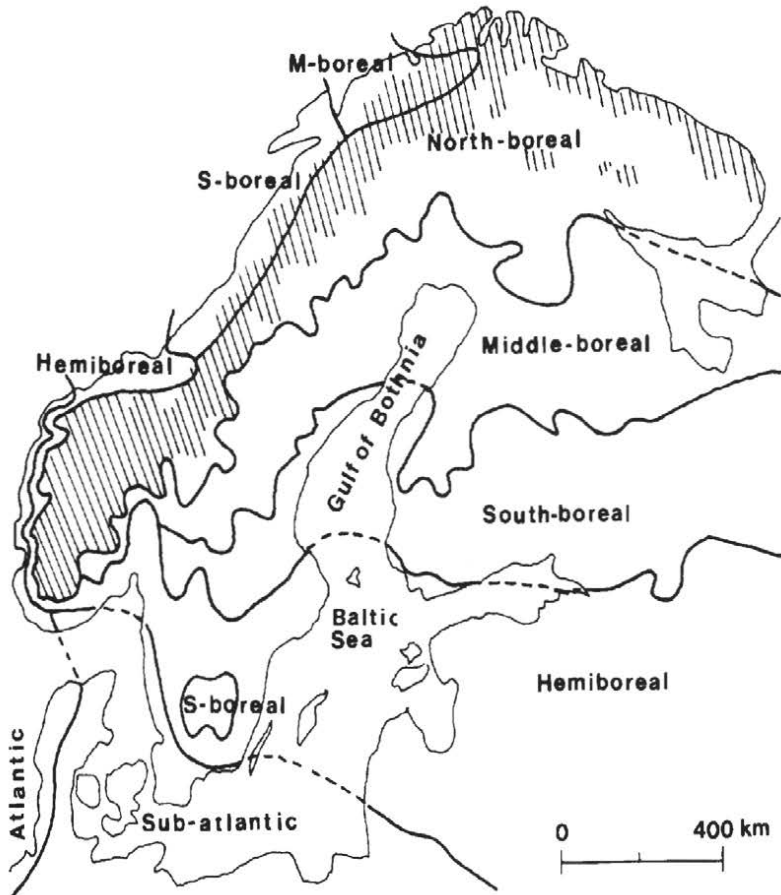 M-boreal
North-boreal
S-boreal
Hemiboreal
Middle-boreal
Gulf of Bothnia
South-boreal
Baltic
Sea
Hemiboreal
S-boreal
Atlantic
Sub-atlantic
0 400 km